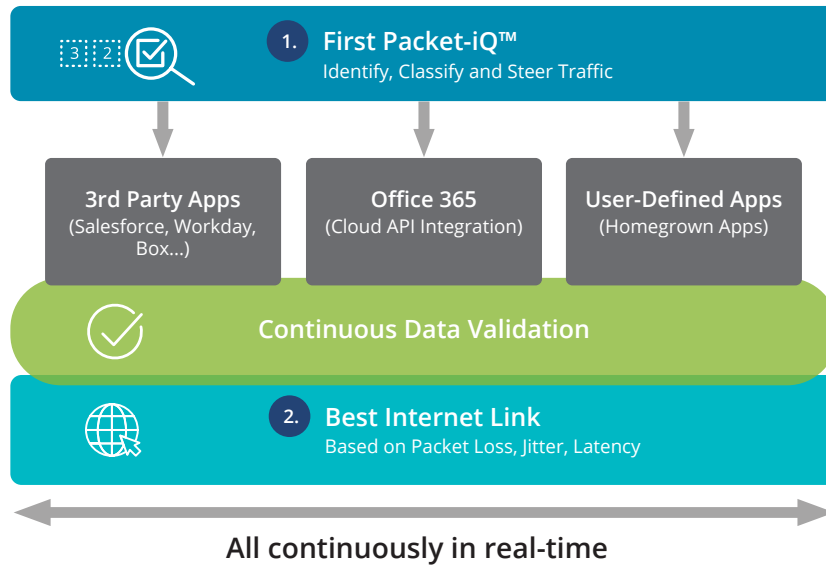 3 2
1. First Packet-iQ™
Identify, Classify and Steer Traffic
3rd Party Apps
(Salesforce, Workday,
Box...)
Office 365
(Cloud API Integration)
User-Defined Apps
(Homegrown Apps)
Continuous Data Validation
2. Best Internet Link
Based on Packet Loss, Jitter, Latency
All continuously in real-time